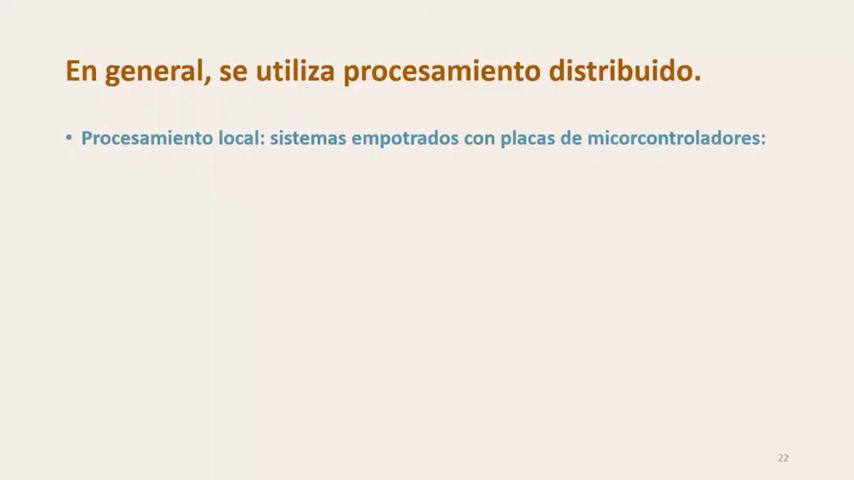 En general, se utiliza procesamiento distribuido.
• Procesamiento local: sistemas empotrados con placas de micorcontroladores:
22